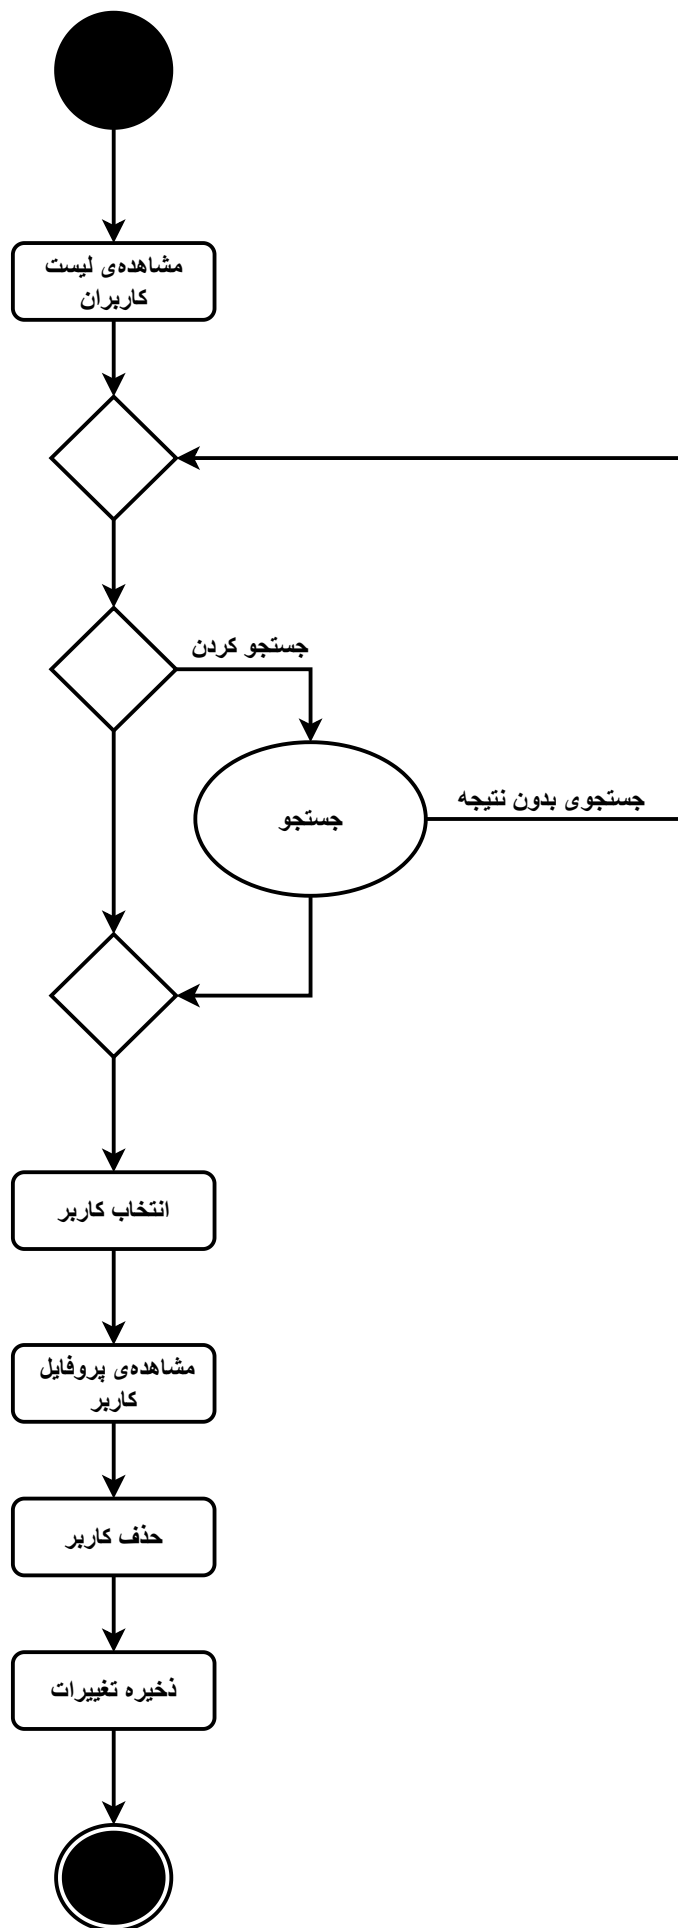 مشاهده‌ی لیست
کاربران
جستجو کردن
جستجو
جستجوی بدون نتیجه
انتخاب کاربر
مشاهده‌ی پروفایل
کاربر
حذف کاربر
ذخیره تغییرات